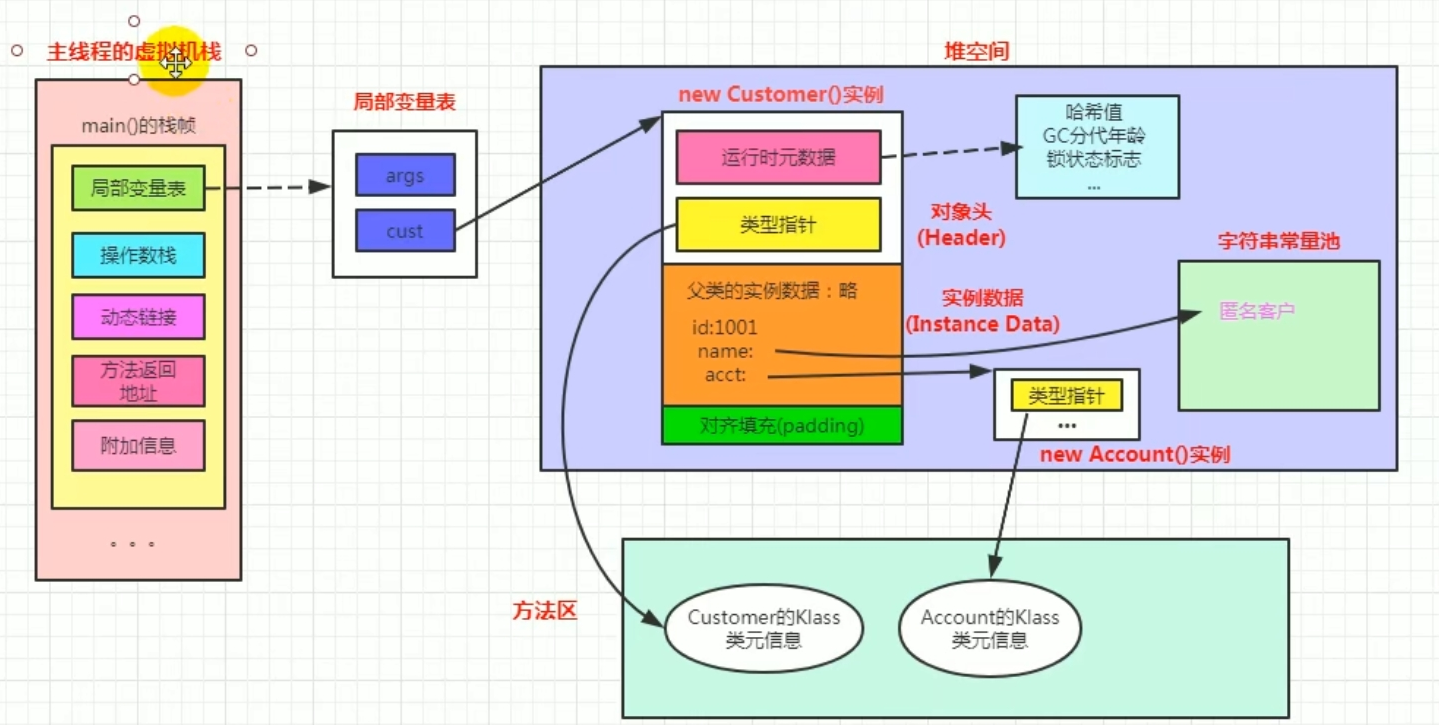 主线程的虚拟机栈
main()的栈帧
局部变量表
操作数栈
动态链接
方法返回
地址
附加信息
。。。
局部变量表
args
cust
堆空间
new Customer()实例
运行时元数据
类型指针
对象头
(Header)
哈希值
GC分代年龄
锁状态标志
...
父类的实例数据：略
id:1001
name:
acct:
实例数据
(Instance Data)
对齐填充(padding)
字符串常量池
匿名客户
类型指针
...
new Account()实例
方法区
Customer的Klass
类元信息
Account的Klass
类元信息